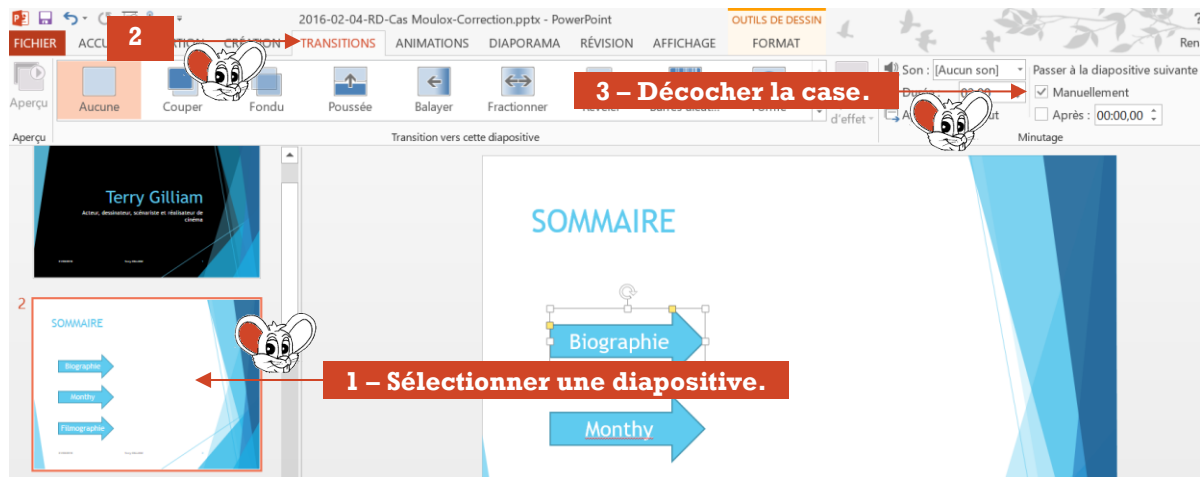 2016-02-04-RD-Cas Moulox-Correction.pptx - PowerPoint
OUTILS DE DESSIN
?
FICHIER
ACCU
2
CRÉATION
TRANSITIONS
ANIMATIONS
DIAPORAMA
RÉVISION
AFFICHAGE
FORMAT
Ren
Aperçu
Aucune
Couper
Fondu
Poussée
Balayer
Fractionner
3 – Décocher la case.
d'effet
Son : [Aucun son]
Passer à la diapositive suivante
Manuellement
Après : 00:00,00
Aperçu
Transition vers cette diapositive
Minutage
Terry Gilliam
Acteur, dessinateur, scénariste et réalisateur de
cinéma
2
SOMMAIRE
Biographie
Monthy
Filmographie
1 – Sélectionner une diapositive.
SOMMAIRE
Biographie
Monthy